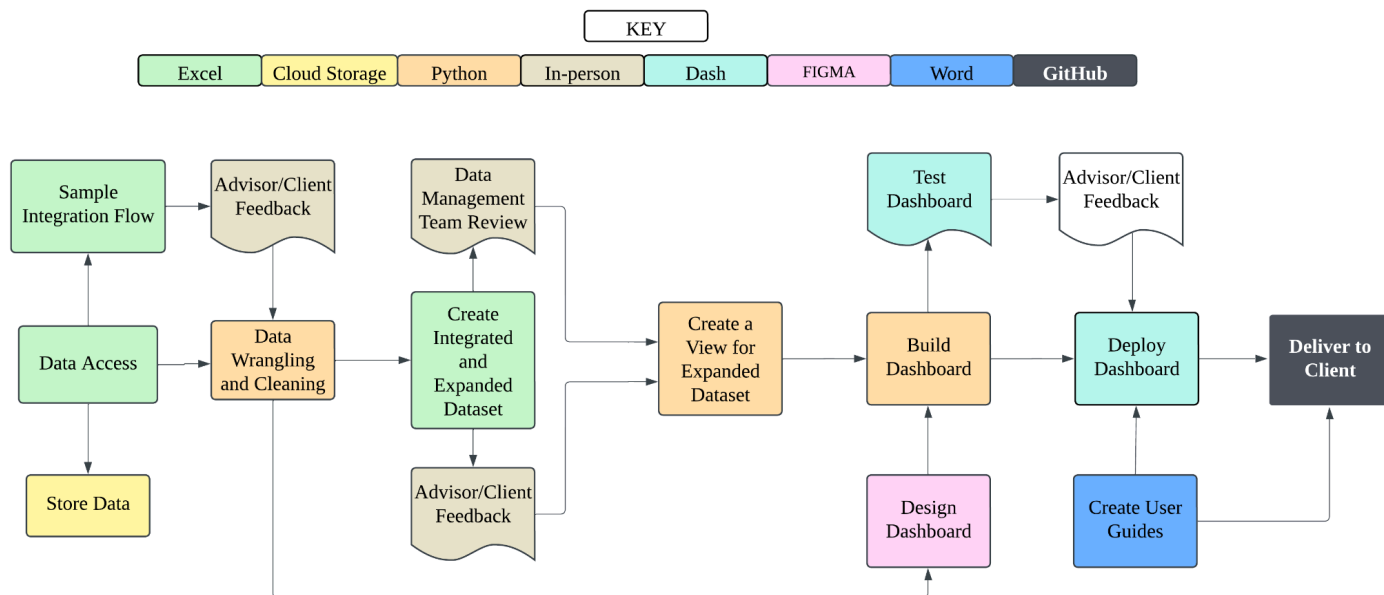 KEY
Excel
Cloud Storage
Python
In-person
Dash
FIGMA
Word
GitHub
Sample
Integration Flow
Advisor/Client
Feedback
Data
Management
Team Review
Test
Dashboard
Advisor/Client
Feedback
Data Access
Data
Wrangling
and Cleaning
Create
Integrated
and
Expanded
Dataset
Create a
View for
Expanded
Dataset
Build
Dashboard
Deploy
Dashboard
Deliver to
Client
Store Data
Advisor/Client
Feedback
Design
Dashboard
Create User
Guides